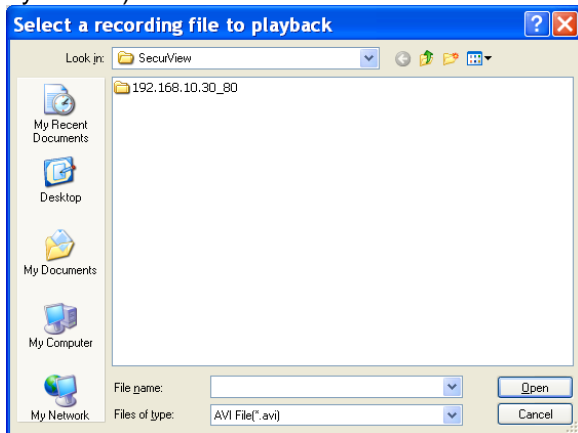 Select a recording file to playback
Look in: SecurView
192.168.10.30_80
My Recent
Documents
Desktop
My Documents
My Computer
My Network
File name:
Open
Files of type: AVI File(*.avi)
Cancel